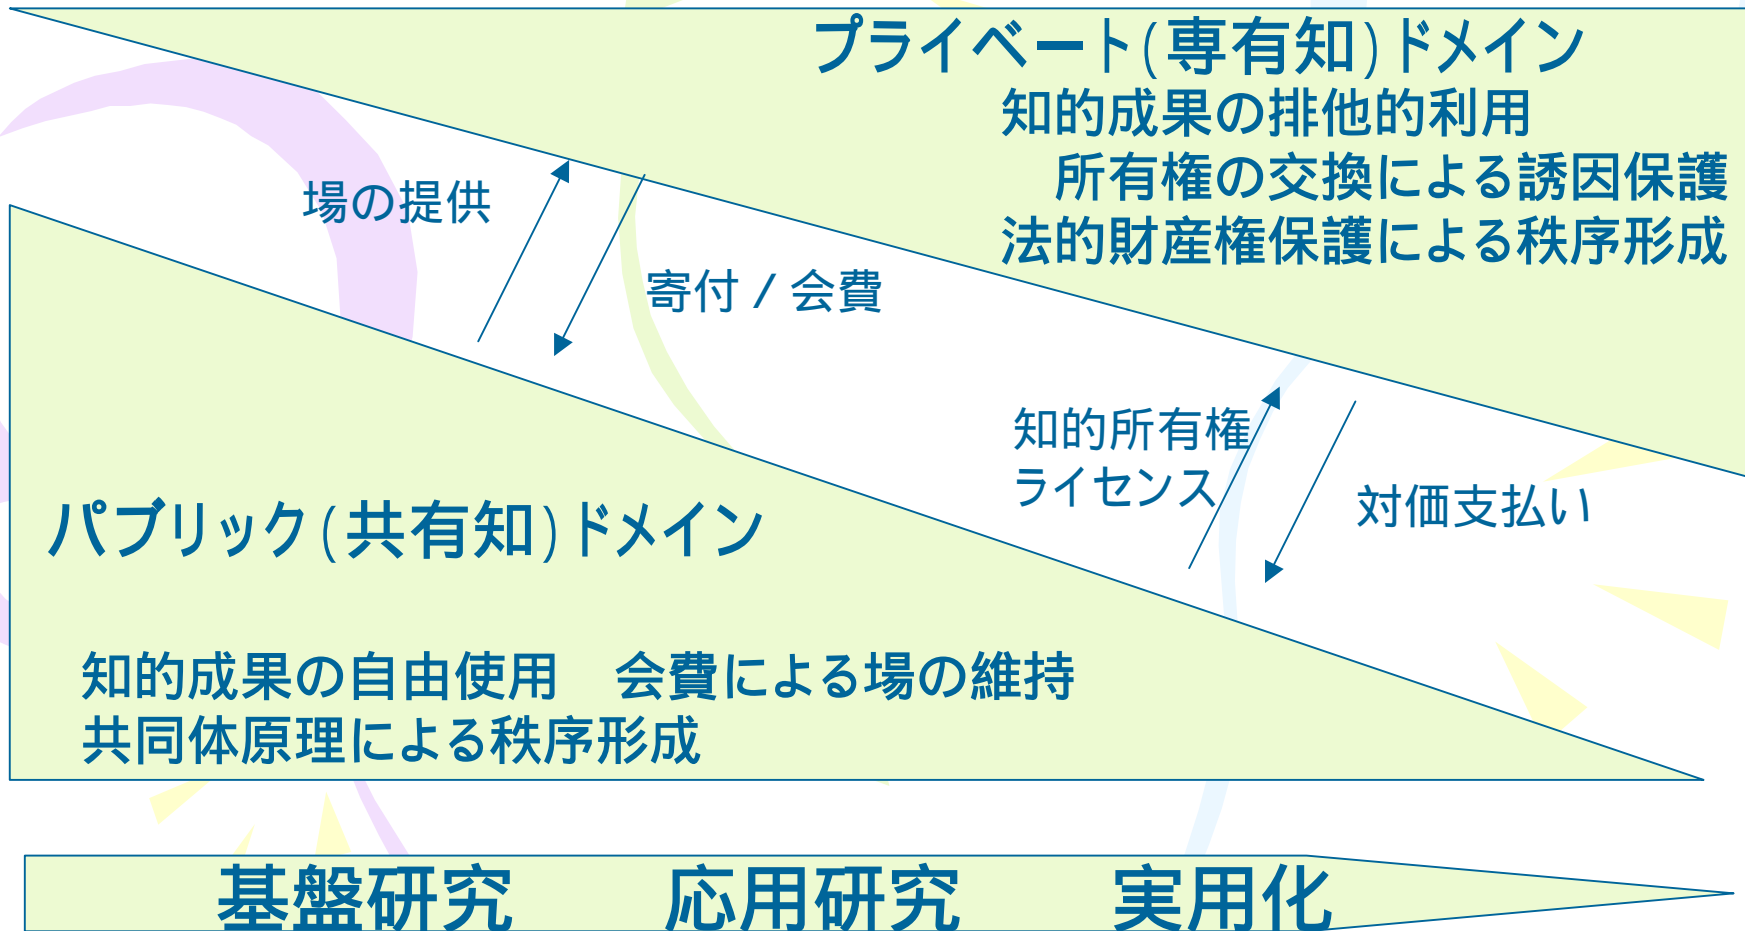 プライベート(専有知)ドメイン
知的成果の排他的利用
所有権の交換による誘因保護
法的財産権保護による秩序形成
場の提供
寄付/会費
知的所有権
ライセンス
対価支払い
パブリック(共有知)ドメイン
知的成果の自由使用　会費による場の維持
共同体原理による秩序形成
基盤研究　応用研究　実用化